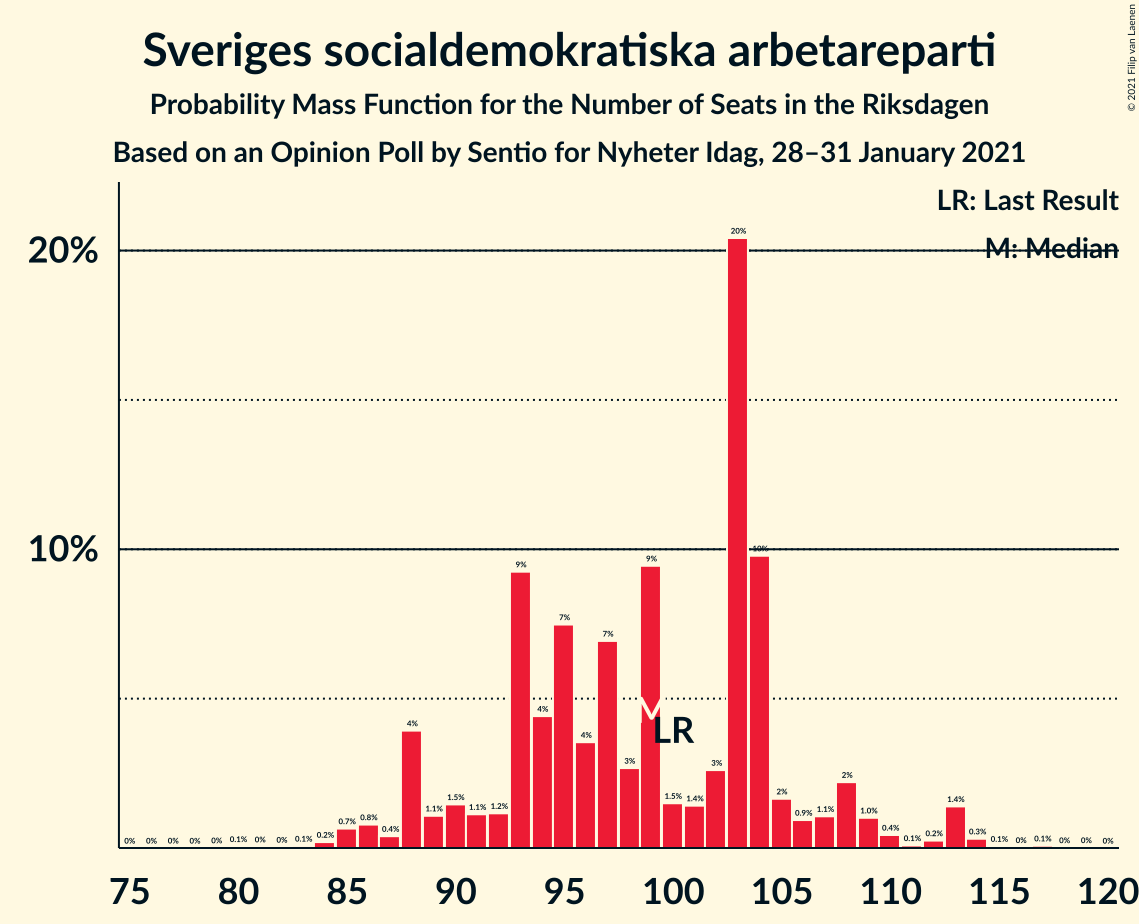 Sveriges socialdemokratiska arbetareparti
Probability Mass Function for the Number of Seats in the Riksdagen
Based on an Opinion Poll by Sentio for Nyheter Idag, 28–31 January 2021
© 2021 Filip van Laenen
LR: Last Result
M: Median
20%
10%
0% 0% 0% 0% 0% 0.1% 0% 0% 0.1% 0.2% 0.7% 0.8% 0.4% 4% 1.1% 1.5% 1.1% 1.2% 9% 4% 7% 4% 7% 3% 9% 1.5% 1.4% 3% 20% 10% 2% 0.9% 1.1% 2% 1.0% 0.4% 0.1% 0.2% 1.4% 0.3% 0.1% 0% 0.1% 0% 0% 0%
M
LR
75 80 85 90 95 100 105 110 115 120